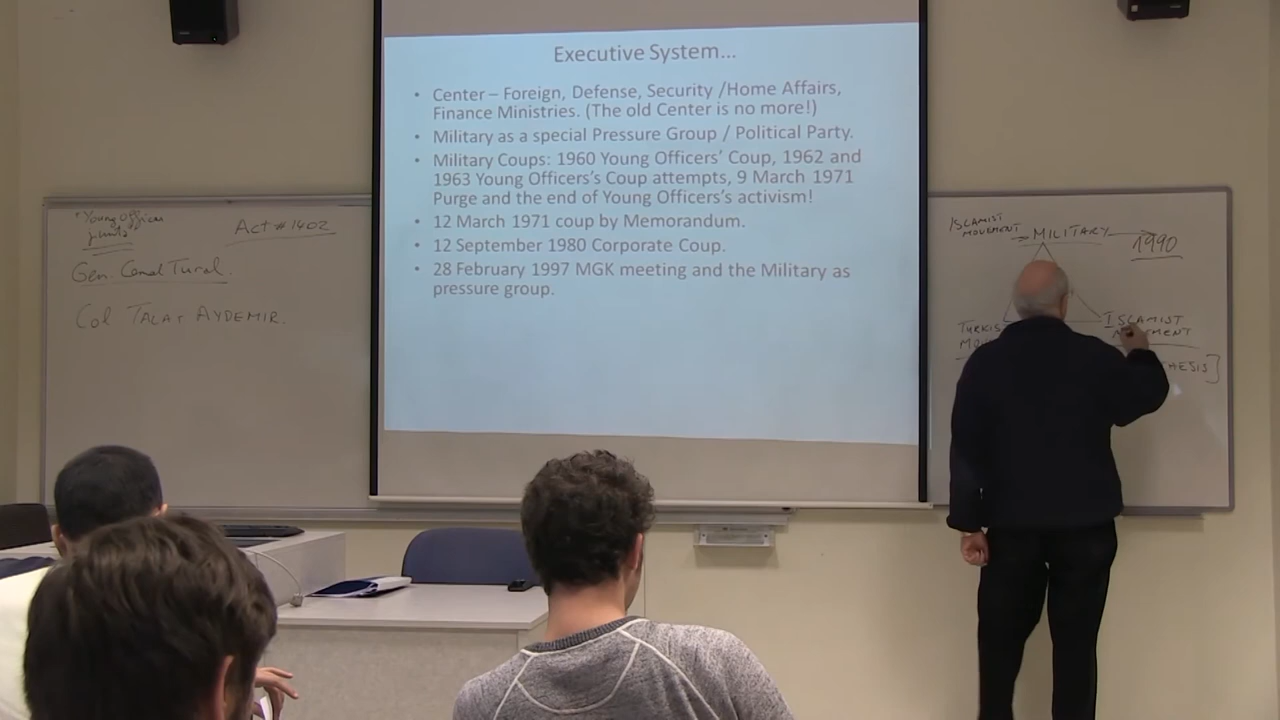 * Young Officer
Act # 1402
Gen. Cemal Tural.
Col TALAT AYDEMIR.
Executive System...
• Center – Foreign, Defense, Security /Home Affairs,
Finance Ministries. (The old Center is no more!)
• Military as a special Pressure Group / Political Party.
• Military Coups: 1960 Young Officers' Coup, 1962 and
1963 Young Officers's Coup attempts, 9 March 1971
Purge and the end of Young Officers's activism!
• 12 March 1971 coup by Memorandum.
• 12 September 1980 Corporate Coup.
• 28 February 1997 MGK meeting and the Military as
pressure group.
ISLAMIST
MOVEMENT
MILITARY
1990
TURKIS
ISLAMIST
THESIS]